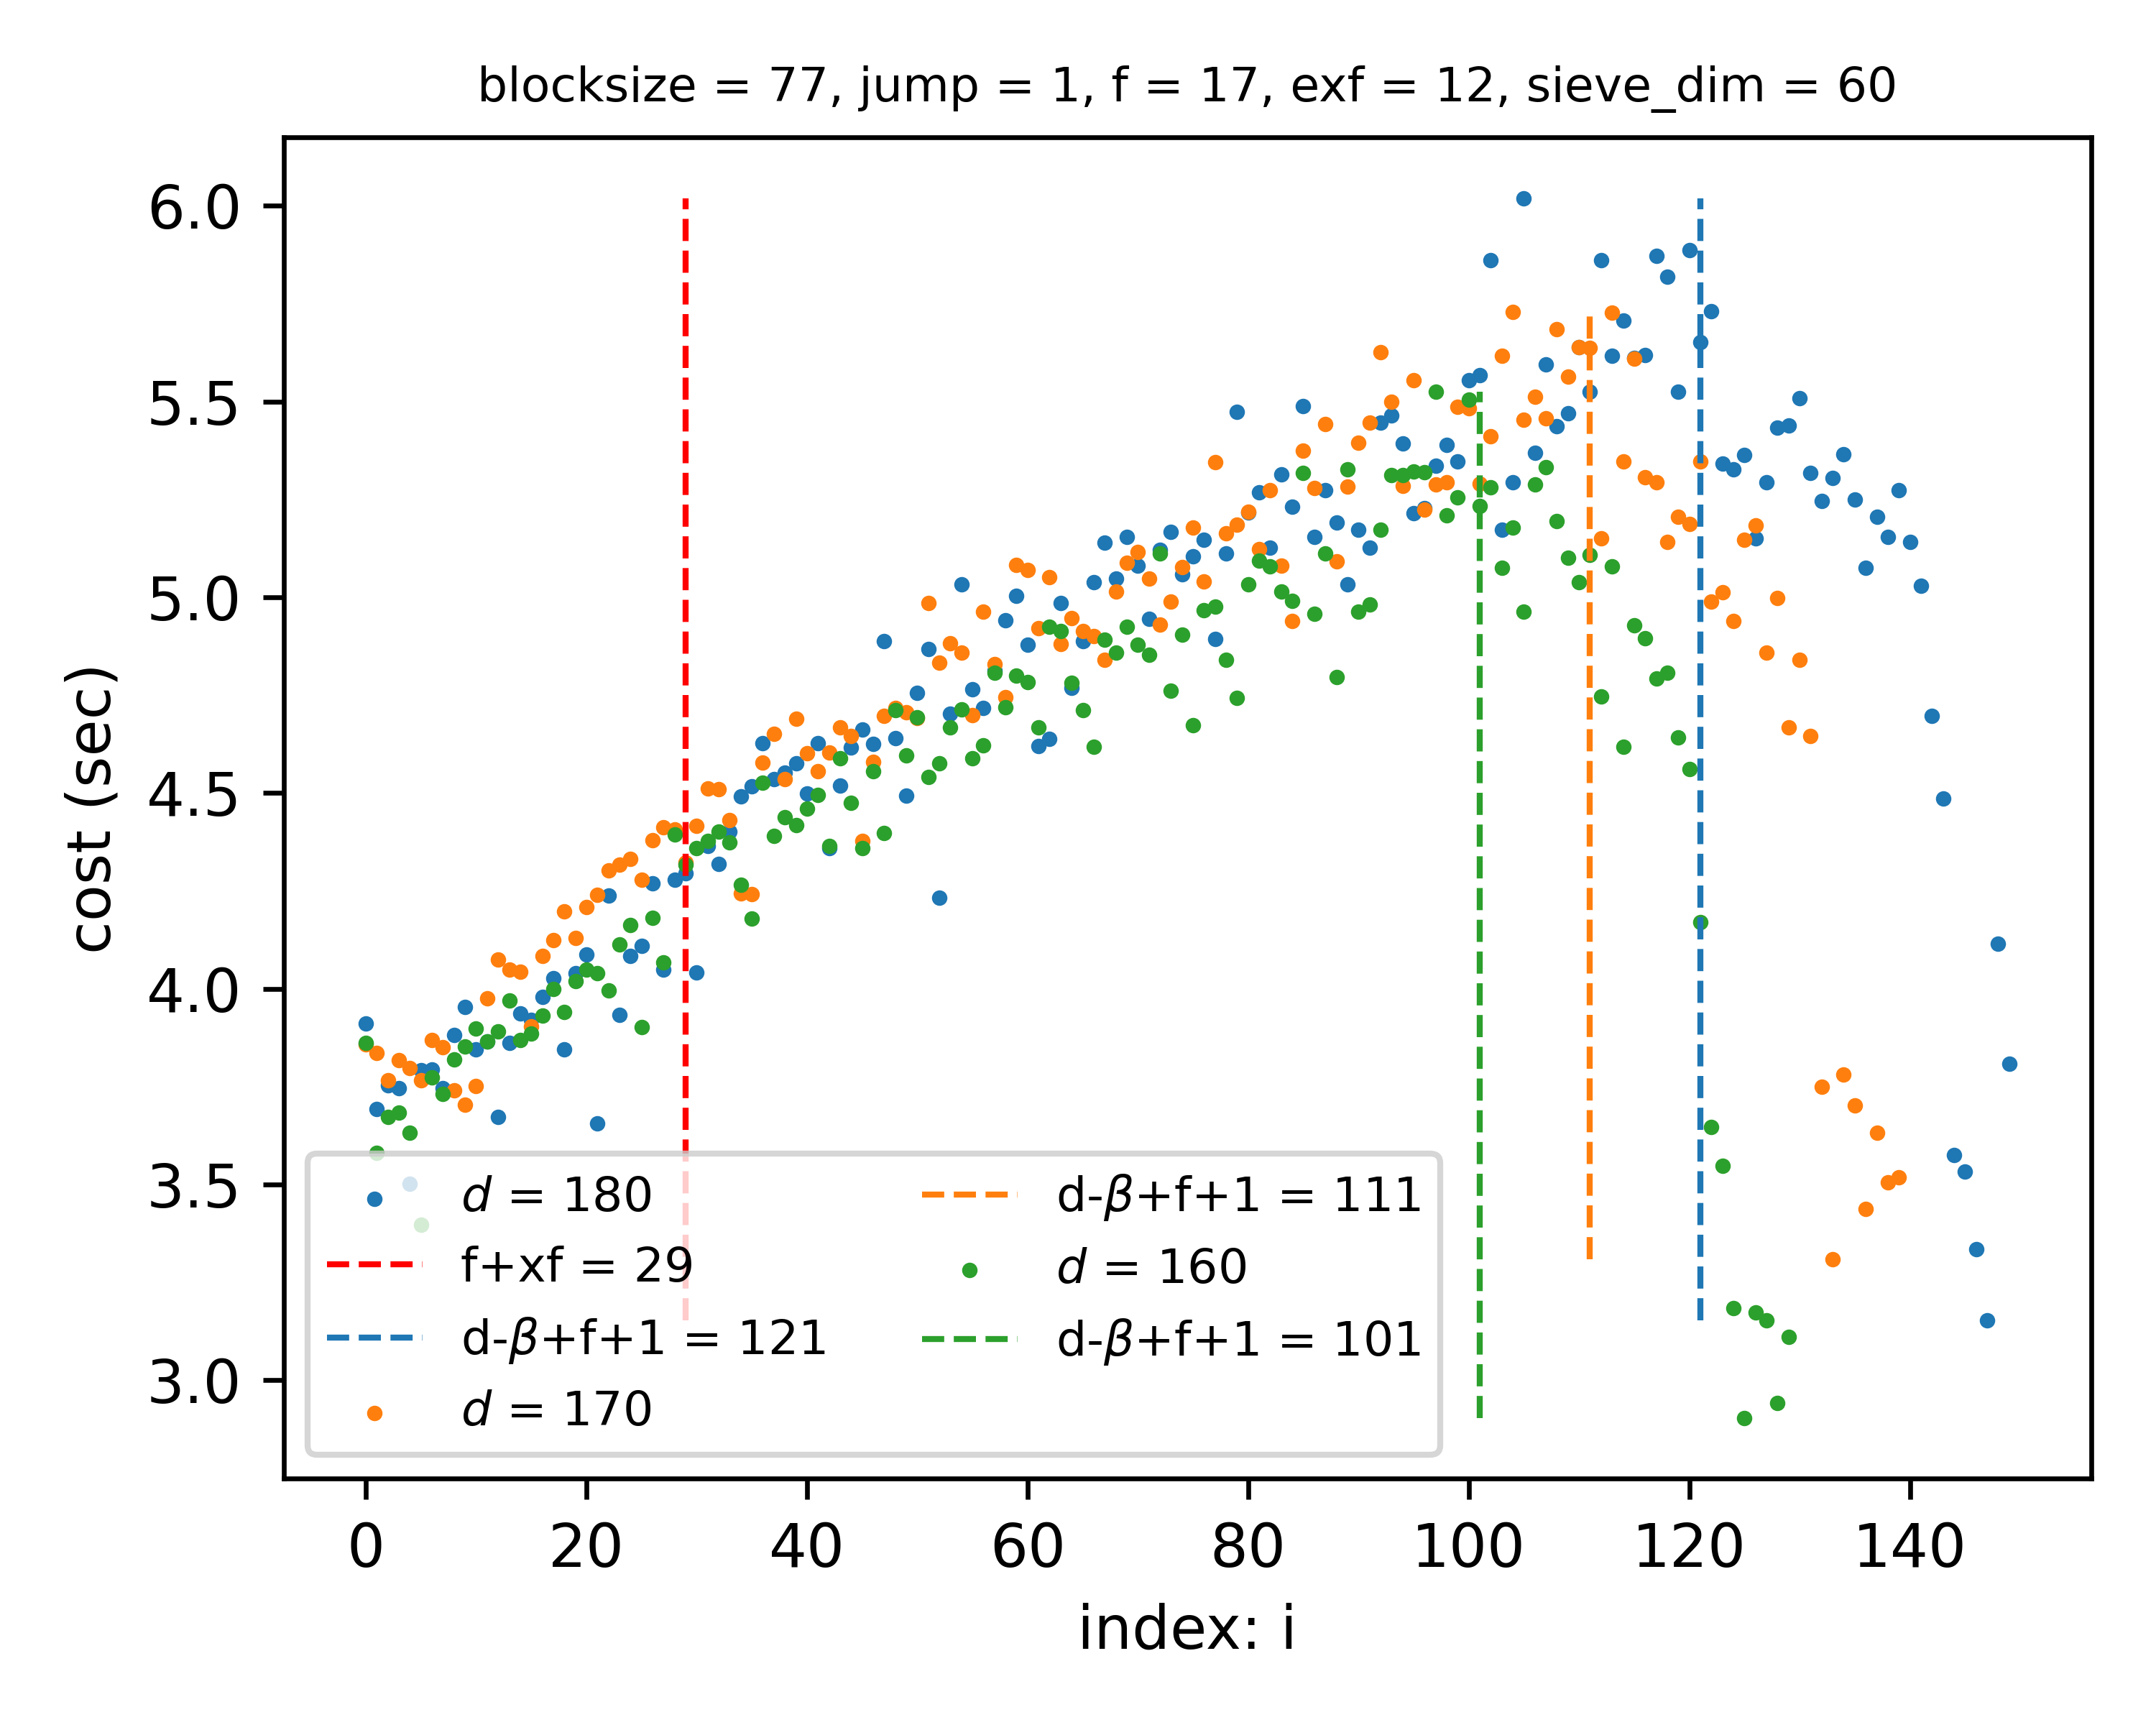 blocksize = 77, jump = 1, f = 17, exf = 12, sieve_dim = 60
cost (sec)
6.0
5.5
5.0
4.5
4.0
3.5
3.0
d = 180
f+xf = 29
d-β+f+1 = 121
d = 170
d-β+f+1 = 111
d = 160
d-β+f+1 = 101
0 20 40 60 80 100 120 140
index: i